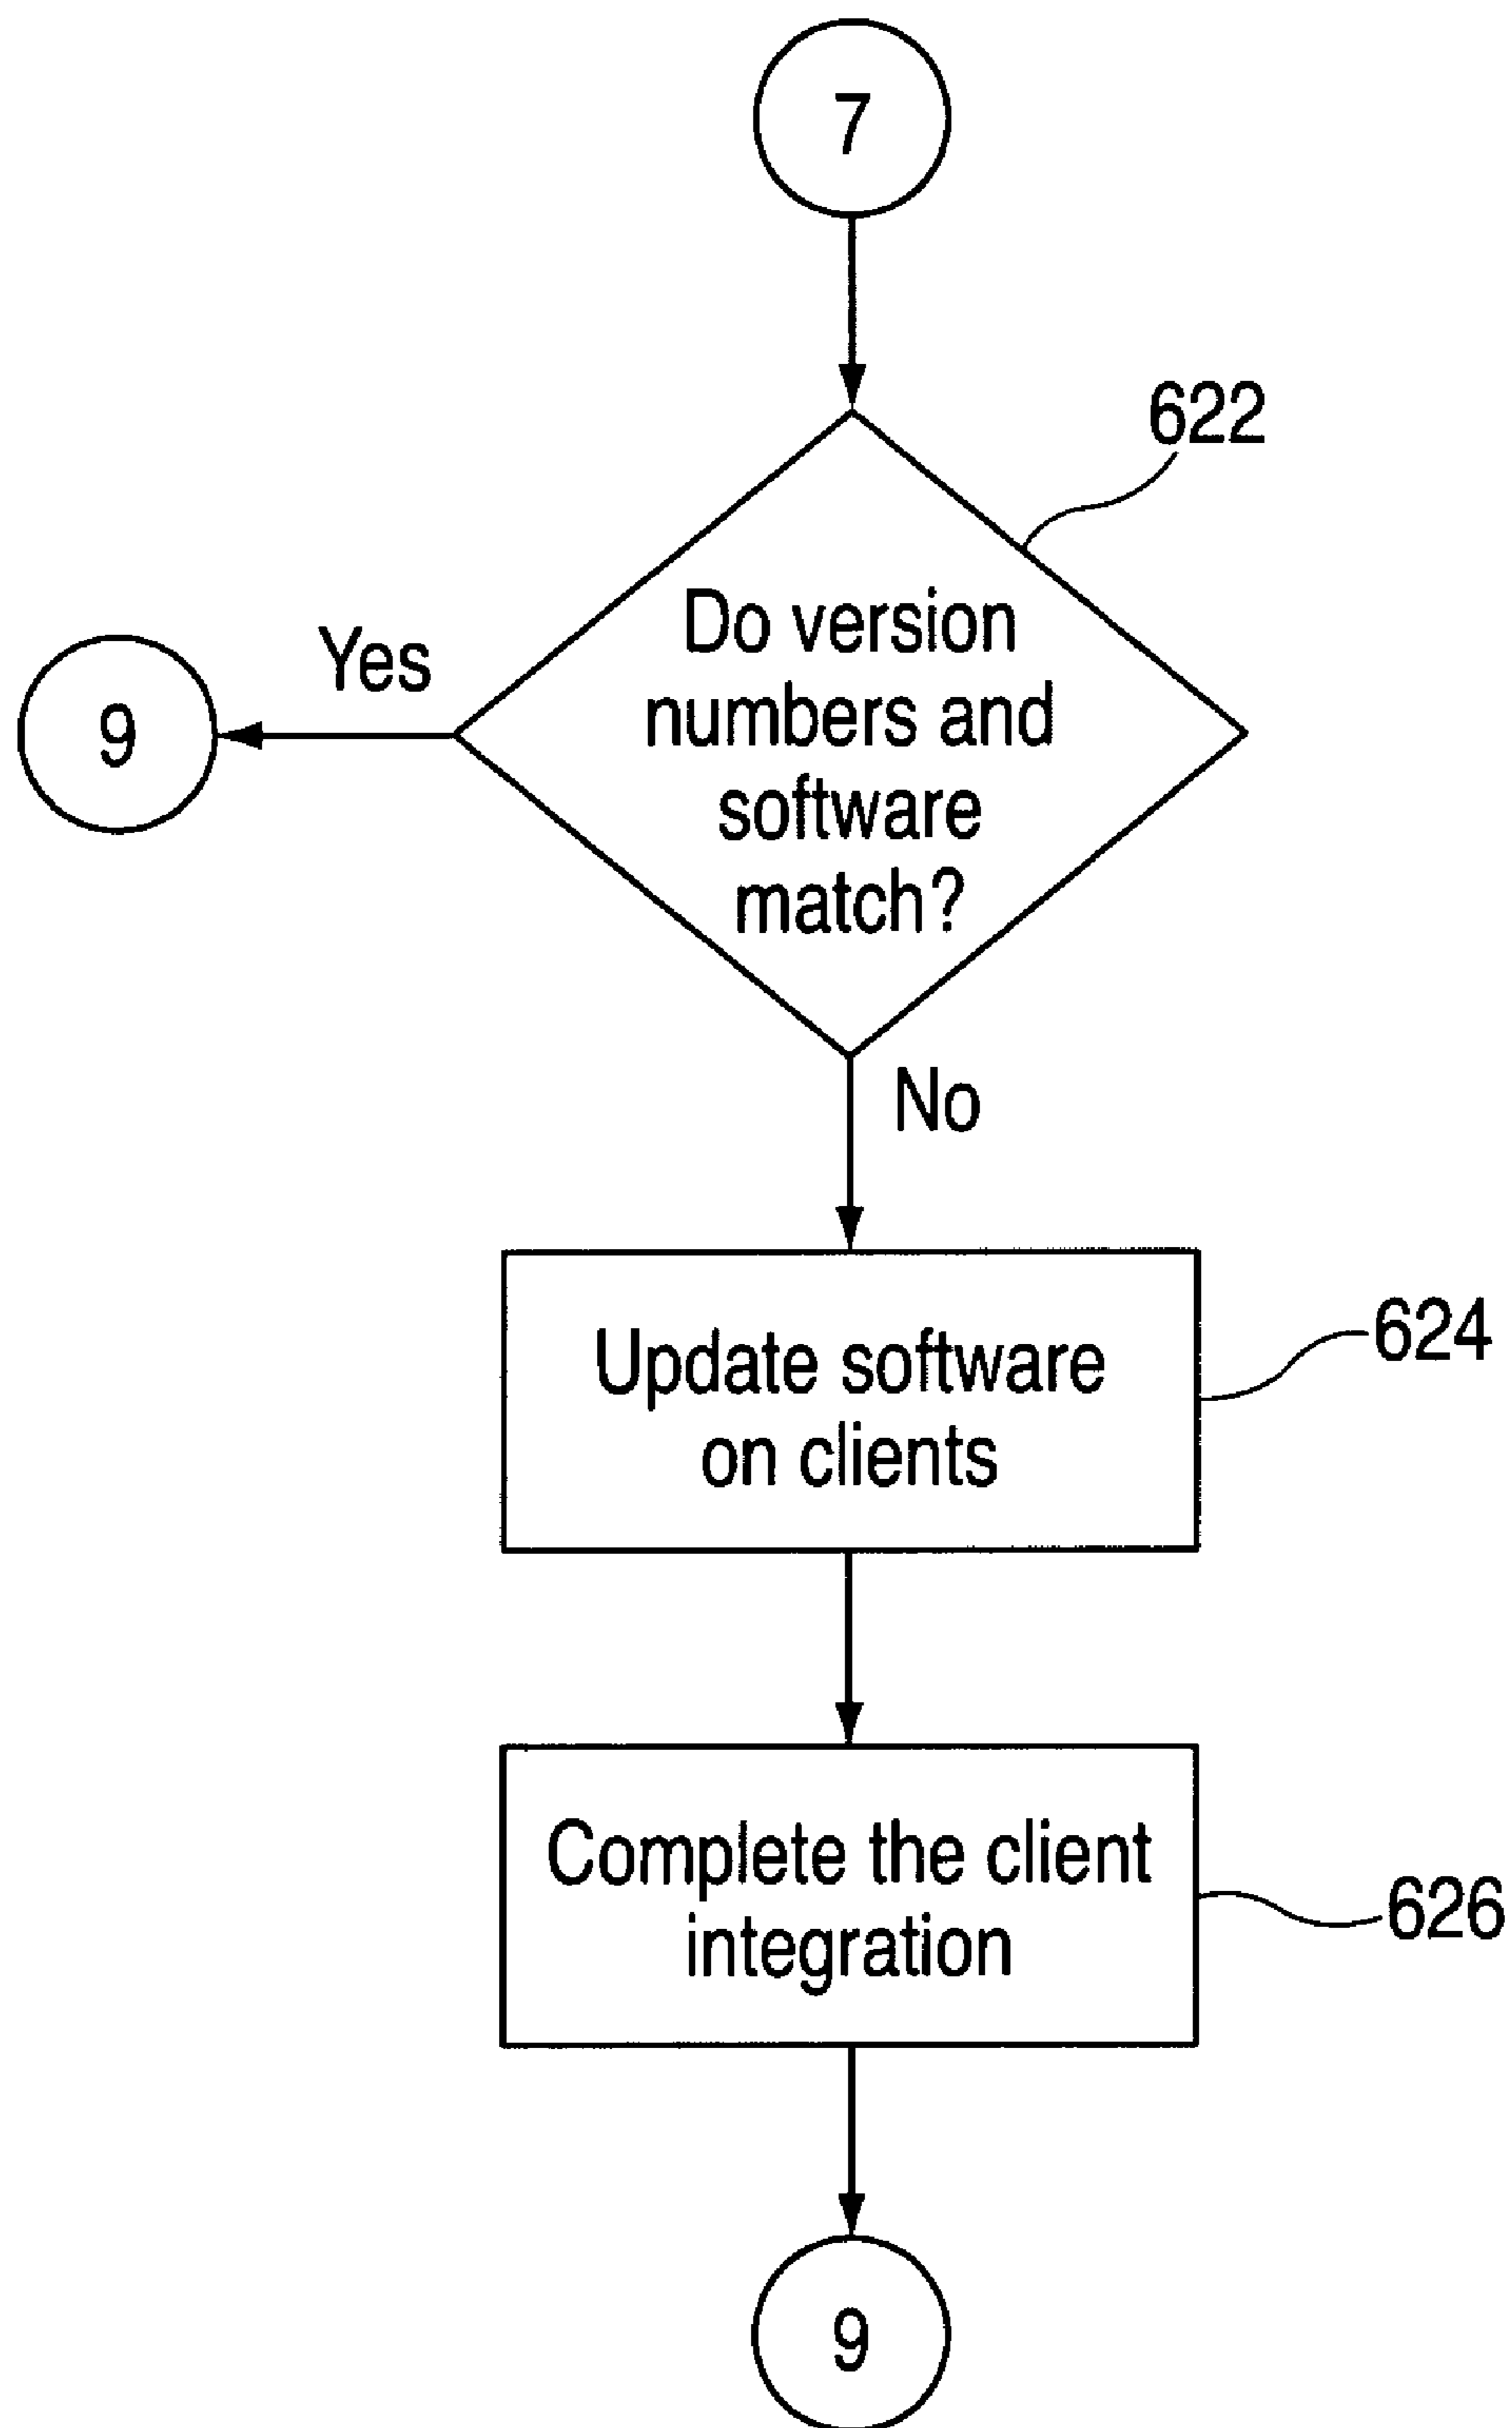 7
622
Do version
numbers and
software
match?
Yes
9
No
Update software
on clients
624
Complete the client
integration
626
9